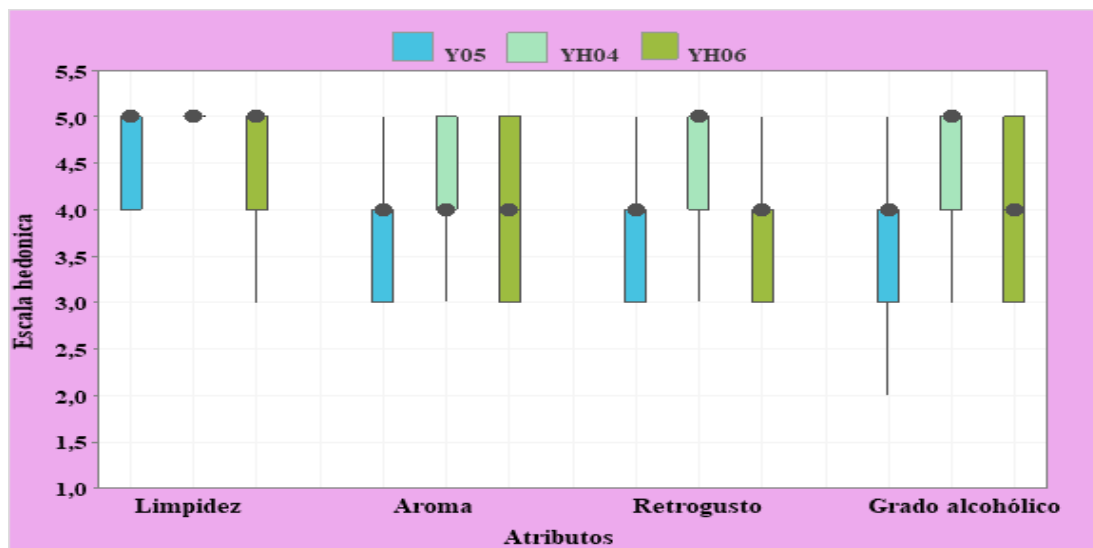 Y05 YH04 YH06
5,5
5,0
4,5
4,0
3,5
3,0
2,5
2,0
1,5
1,0
Escala hedonica
Limpidez Aroma Retrogusto Grado alcohólico
Atributos